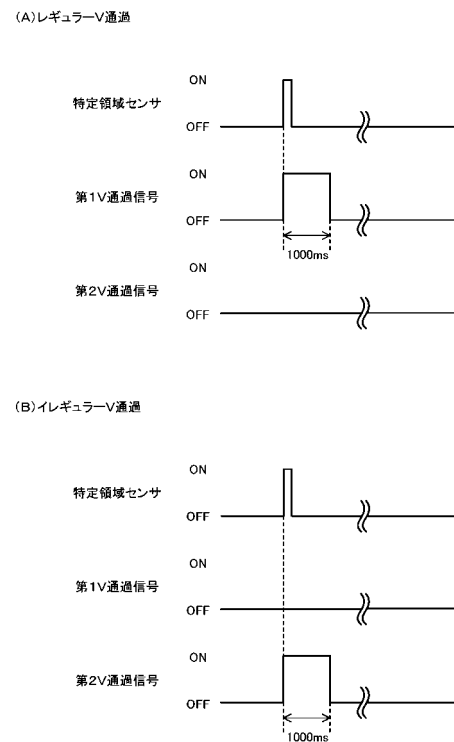 (A)レギュラーV通過
ON
特定領域センサ
OFF
ON
第1V通過信号
OFF
1000ms
ON
第2V通過信号
OFF
(B)イレギュラーV通過
ON
特定領域センサ
OFF
ON
第1V通過信号
OFF
ON
第2V通過信号
OFF
1000ms